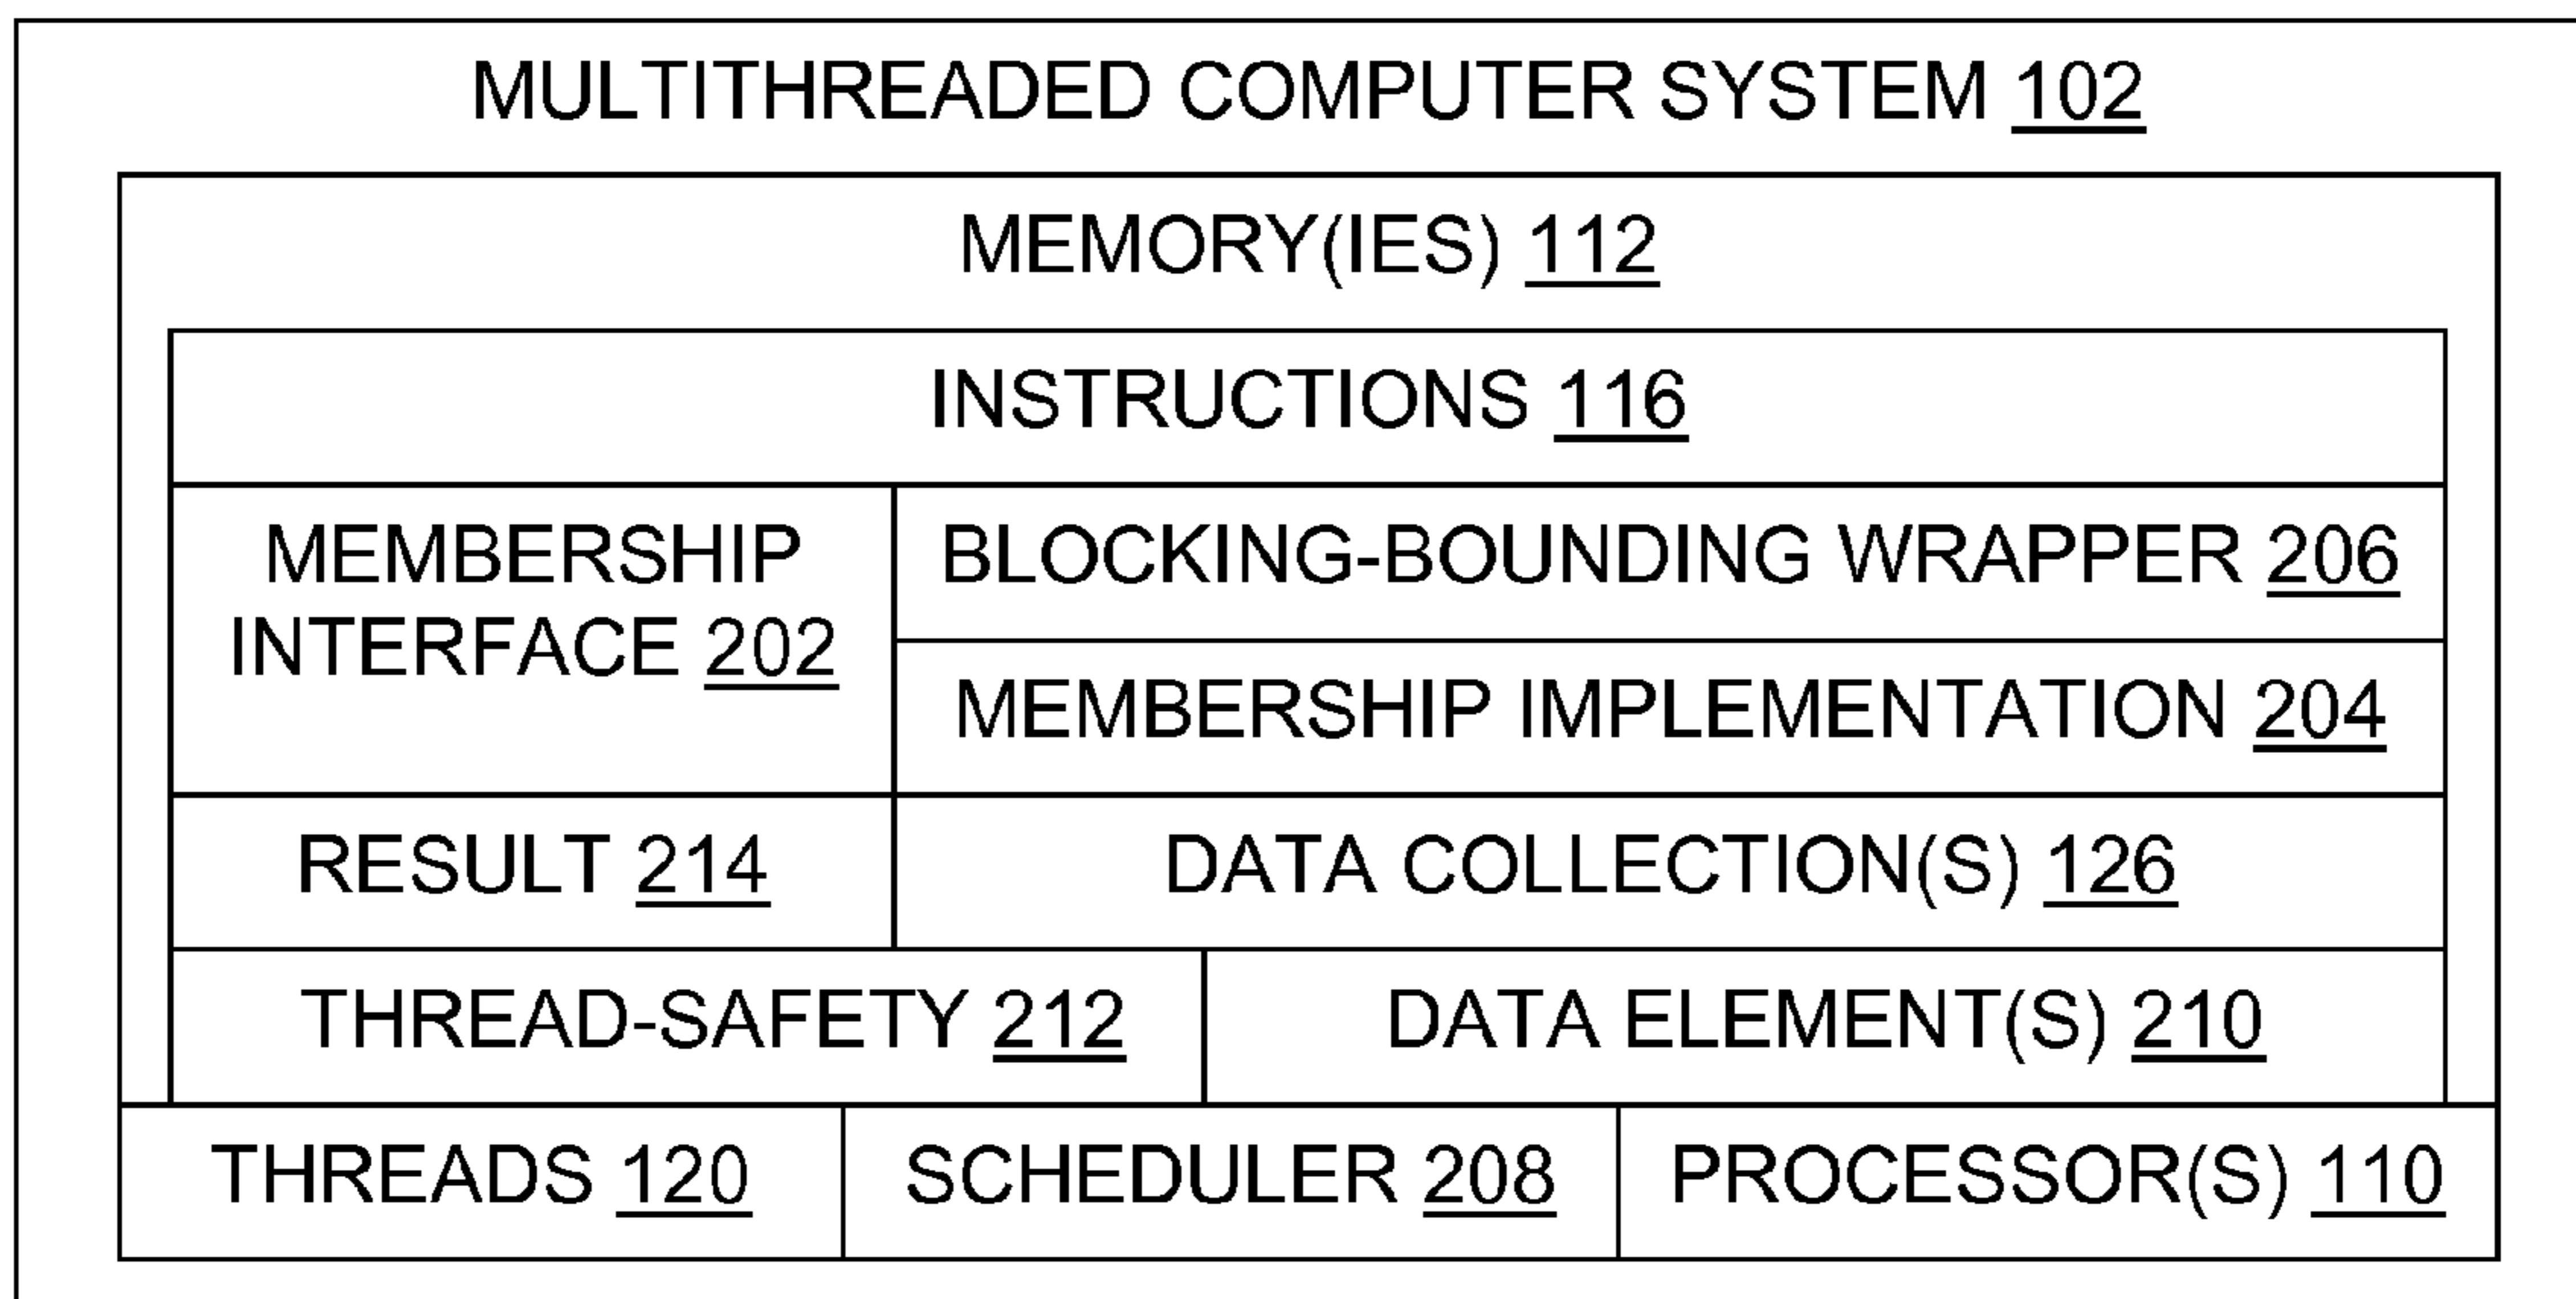 MULTITHREADED COMPUTER SYSTEM 102
MEMORY(IES) 112
INSTRUCTIONS 116
MEMBERSHIP
INTERFACE 202
BLOCKING-BOUNDING WRAPPER 206
MEMBERSHIP IMPLEMENTATION 204
RESULT 214
DATA COLLECTION(S) 126
THREAD-SAFETY 212
DATA ELEMENT(S) 210
THREADS 120
SCHEDULER 208
PROCESSOR(S) 110